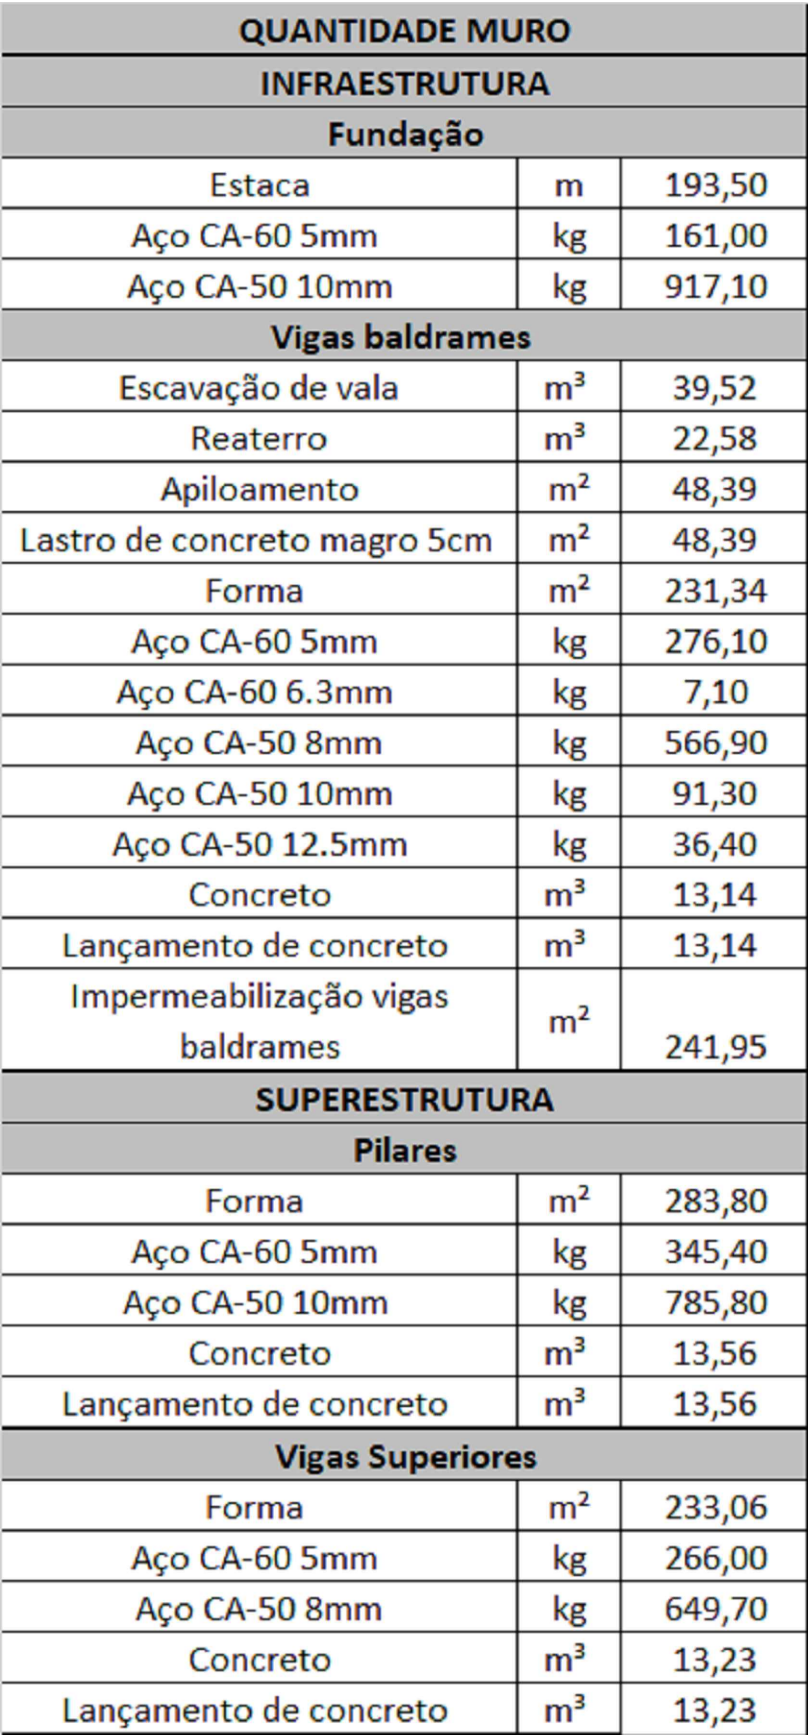 QUANTIDADE MURO
INFRAESTRUTURA
Fundação
Estaca m 193,50
Aço CA-60 5mm kg 161,00
Aço CA-50 10mm kg 917,10
Vigas baldrames
Escavação de vala m³ 39,52
Reaterro m³ 22,58
Apiloamento m² 48,39
Lastro de concreto magro 5cm m² 48,39
Forma m² 231,34
Aço CA-60 5mm kg 276,10
Aço CA-60 6.3mm kg 7,10
Aço CA-50 8mm kg 566,90
Aço CA-50 10mm kg 91,30
Aço CA-50 12.5mm kg 36,40
Concreto m³ 13,14
Lançamento de concreto m³ 13,14
Impermeabilização vigas
baldrames m² 241,95
SUPERESTRUTURA
Pilares
Forma m² 283,80
Aço CA-60 5mm kg 345,40
Aço CA-50 10mm kg 785,80
Concreto m³ 13,56
Lançamento de concreto m³ 13,56
Vigas Superiores
Forma m² 233,06
Aço CA-60 5mm kg 266,00
Aço CA-50 8mm kg 649,70
Concreto m³ 13,23
Lançamento de concreto m³ 13,23